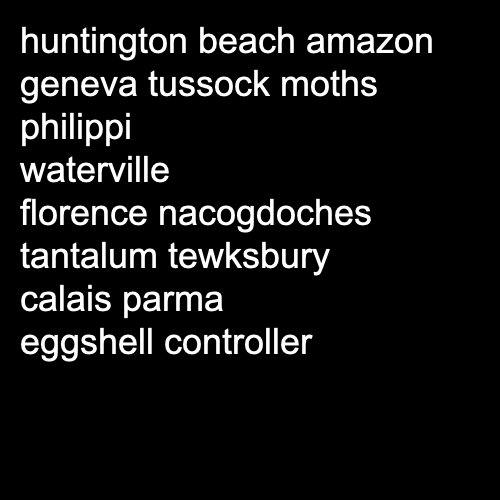 huntington beach amazon
geneva tussock moths
philippi
waterville
florence nacogdoches
tantalum tewksbury
calais parma
eggshell controller